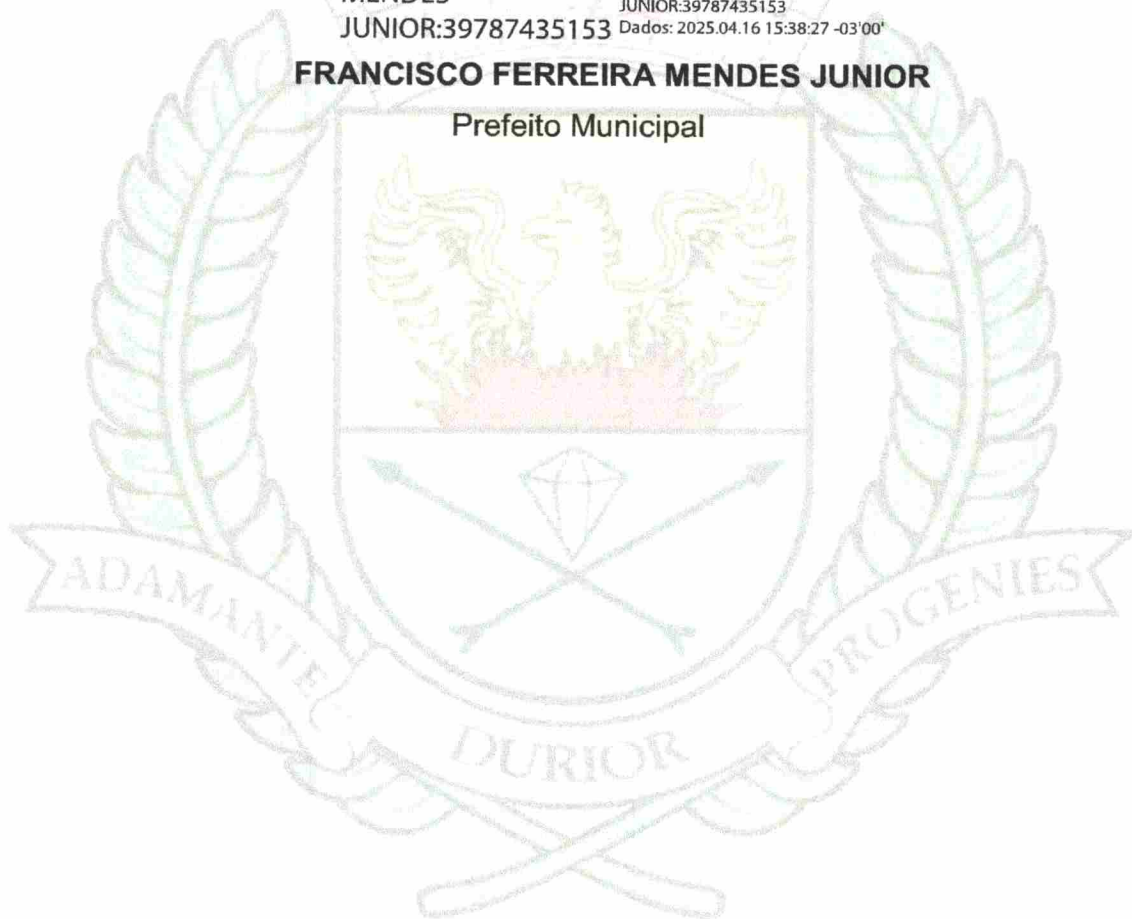 MENDES
JUNIOR:39787435153
JUNIOR:39787435153
Dados: 2025.04.16 15:38:27 -03'00'
FRANCISCO FERREIRA MENDES JUNIOR
Prefeito Municipal
ADAMANTE
DURIOR
PROGENIES